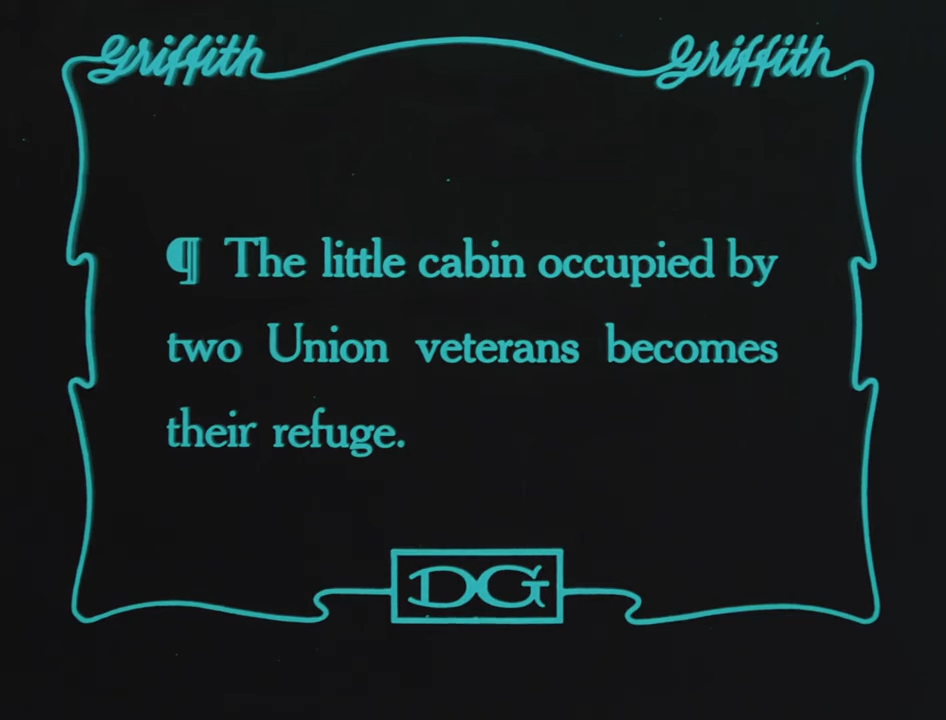 Griffith Griffith
¶ The little cabin occupied by
two Union veterans becomes
their refuge.
DG